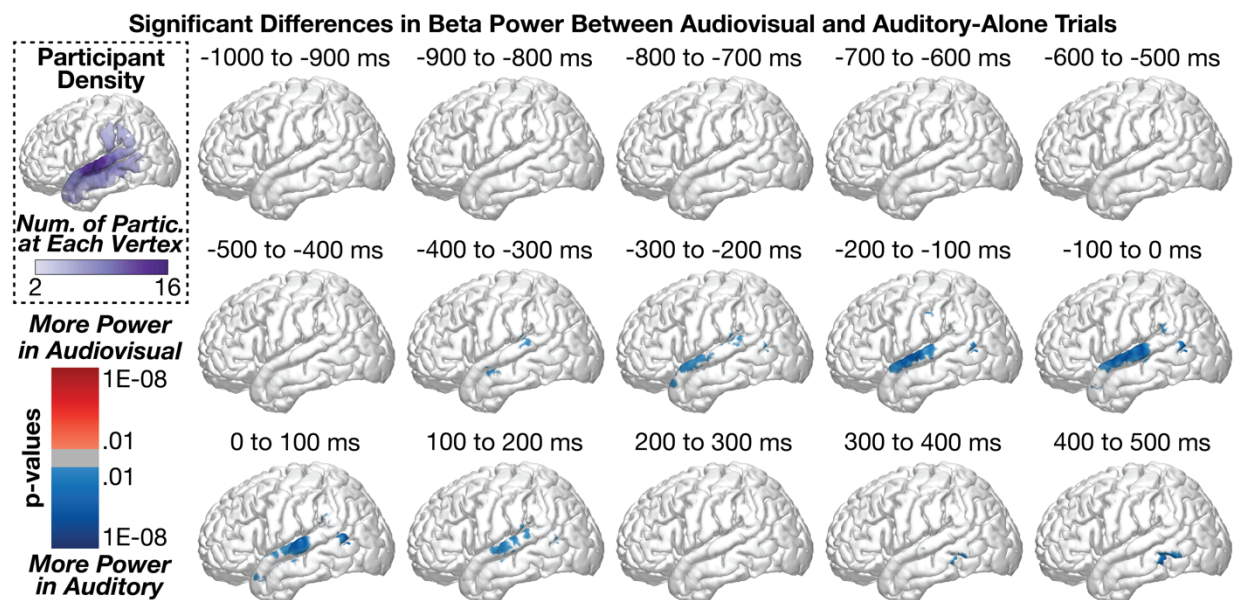 Significant Differences in Beta Power Between Audiovisual and Auditory-Alone Trials
Participant
Density
Num. of Partic.
at Each Vertex
2 16
More Power
in Audiovisual
p-values
1E-08
.01
.01
1E-08
More Power
in Auditory
-1000 to -900 ms -900 to -800 ms -800 to -700 ms -700 to -600 ms -600 to -500 ms
-500 to -400 ms -400 to -300 ms -300 to -200 ms -200 to -100 ms -100 to 0 ms
0 to 100 ms 100 to 200 ms 200 to 300 ms 300 to 400 ms 400 to 500 ms